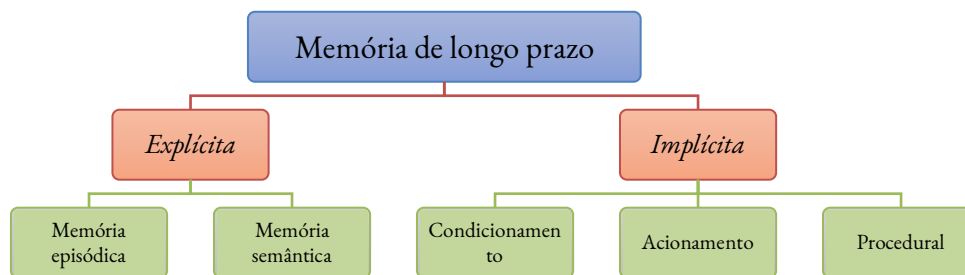 Memória de longo prazo
Explícita
Implícita
Memória
episódica
Memória
semântica
Condicionamen
to
Acionamento
Procedural